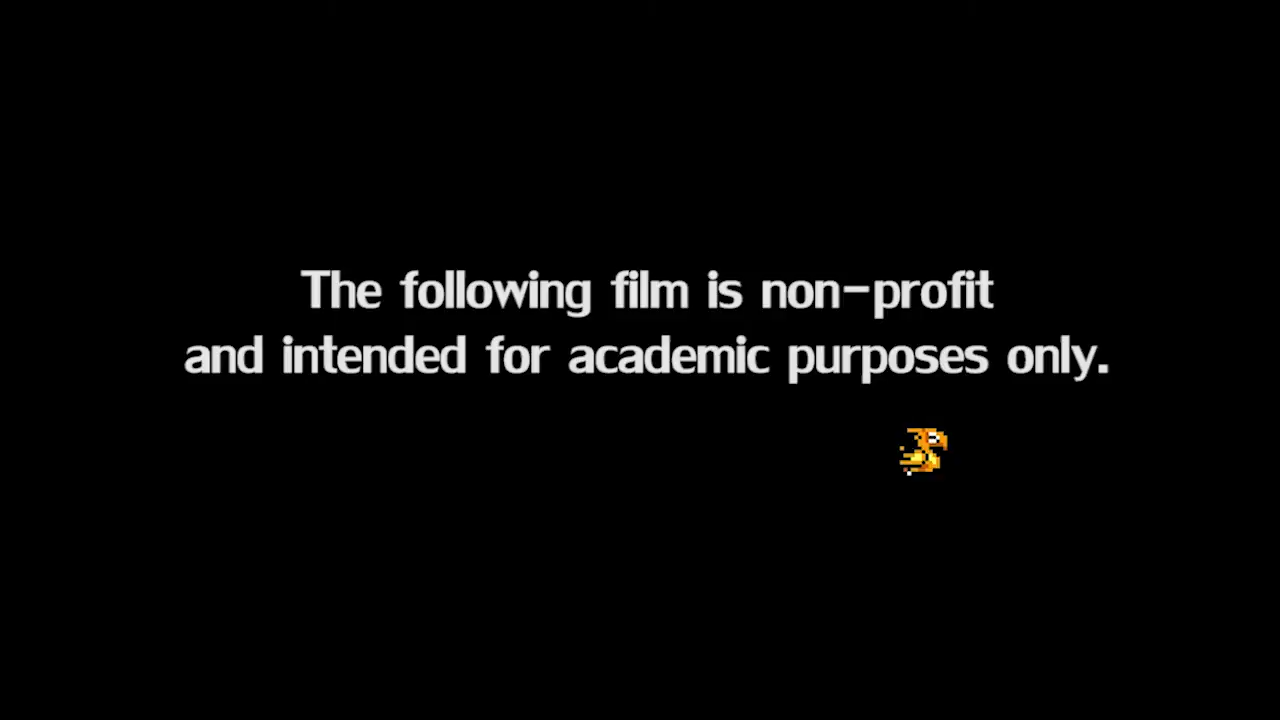 The following film is non-profit
and intended for academic purposes only.